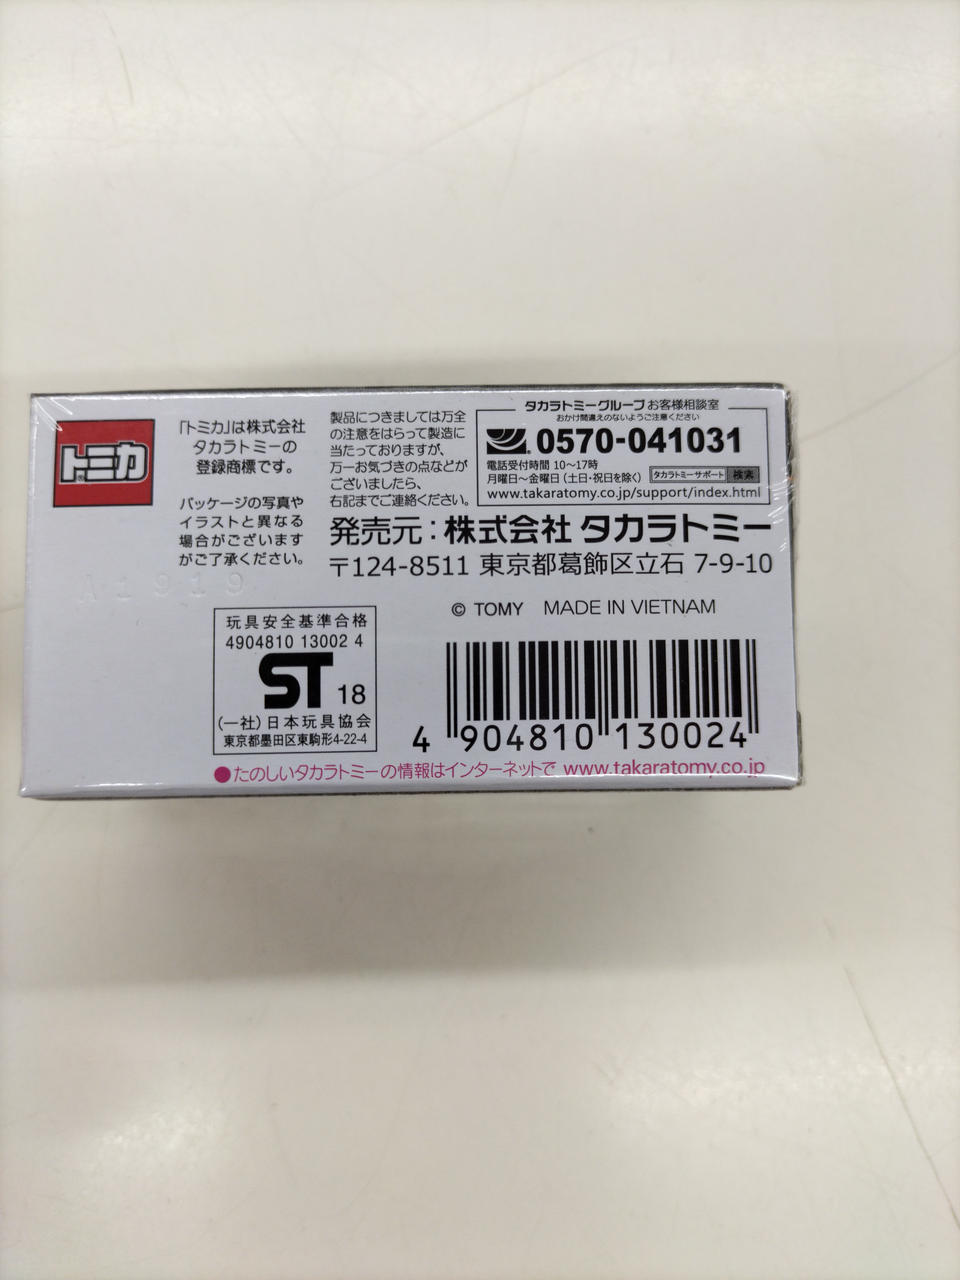 トミカ
®
「トミカ」は株式会社
タカラトミーの
登録商標です。
パッケージの写真や
イラストと異なる
場合がございます
がご了承ください。
製品につきましては万全
の注意をはらって製造に
当たっておりますが、
万一お気づきの点などが
ございましたら、
右記までご連絡ください。
タカラトミーグループお客様相談室
おかけ間違えのないようご注意ください
0570-041031
電話受付時間 10〜17時
月曜日〜金曜日(土日・祝日を除く)
タカラトミーサポート 検索
www.takaratomy.co.jp/support/index.html
発売元:株式会社 タカラトミー
〒124-8511 東京都葛飾区立石 7-9-10
A1919
© TOMY MADE IN VIETNAM
玩具安全基準合格
4904810 13002 4
ST 18
(一社)日本玩具協会
東京都墨田区東駒形4-22-4
4 904810 130024
●たのしいタカラトミーの情報はインターネットで www.takaratomy.co.jp